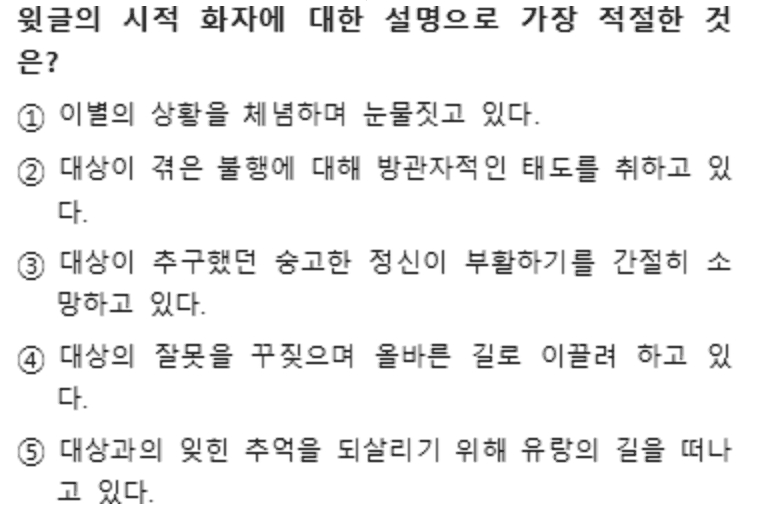 윗글의 시적 화자에 대한 설명으로 가장 적절한 것
은?
① 이별의 상황을 체념하며 눈물짓고 있다.
② 대상이 겪은 불행에 대해 방관자적인 태도를 취하고 있
다.
③ 대상이 추구했던 숭고한 정신이 부활하기를 간절히 소
망하고 있다.
④ 대상의 잘못을 꾸짖으며 올바른 길로 이끌려 하고 있
다.
⑤ 대상과의 잊힌 추억을 되살리기 위해 유랑의 길을 떠나
고 있다.